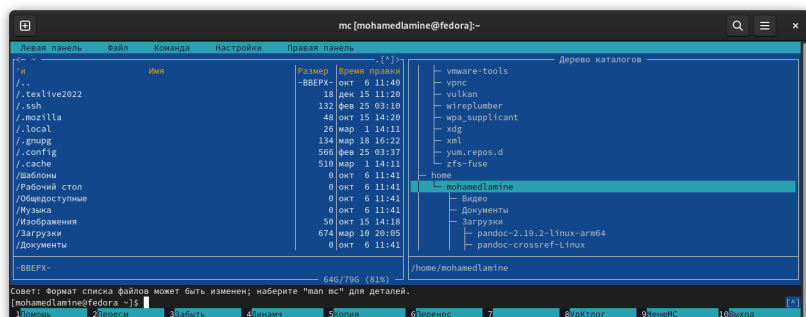 mc [mohamedlamine@fedora]:~
Левая панель Файл Команда Настройки Правая панель
<— ~ .[^]> Дерево каталогов
'и Имя Размер Время правки
/.. -ВВЕРХ- окт 6 11:40
/.texlive2022 18 дек 15 11:20
/.ssh 132 фев 25 03:10
/.mozilla 48 окт 15 14:20
/.local 26 мар 1 14:11
/.gnupg 134 мар 18 16:22
/.config 566 фев 25 03:37
/.cache 510 мар 1 14:11
/Шаблоны 0 окт 6 11:41
/Рабочий стол 0 окт 6 11:41
/Общедоступные 0 окт 6 11:41
/Музыка 0 окт 6 11:41
/Изображения 50 окт 15 14:18
/Загрузки 674 мар 10 20:05
/Документы 0 окт 6 11:41
-ВВЕРХ-
64G/79G (81%)
vmware-tools
vpnc
vulkan
wireplumber
wpa_supplicant
xdg
xml
yum.repos.d
zfs-fuse
home
mohamedlamine
Видео
Документы
Загрузки
pandoc-2.19.2-linux-arm64
pandoc-crossref-Linux
/home/mohamedlamine
Совет: Формат списка файлов может быть изменен; наберите "man mc" для деталей.
[mohamedlamine@fedora ~]$ [^]
1Помощь 2Пересм 3Забыть 4Динамч 5Копия 6Перенос 7 8УдКтлог 9МенюMC 10Выход